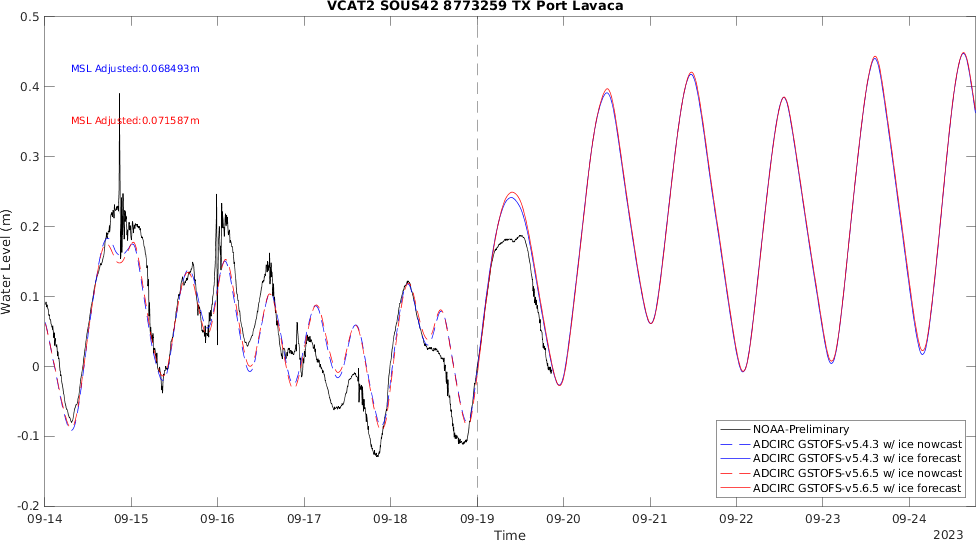 VCAT2 SOUS42 8773259 TX Port Lavaca
0.5
0.4
0.3
0.2
0.1
0
-0.1
-0.2
Water Level (m)
MSL Adjusted:0.068493m
MSL Adjusted:0.071587m
NOAA-Preliminary
ADCIRC GSTOFS-v5.4.3 w/ ice nowcast
ADCIRC GSTOFS-v5.4.3 w/ ice forecast
ADCIRC GSTOFS-v5.6.5 w/ ice nowcast
ADCIRC GSTOFS-v5.6.5 w/ ice forecast
09-14 09-15 09-16 09-17 09-18 09-19 09-20 09-21 09-22 09-23 09-24
Time
2023